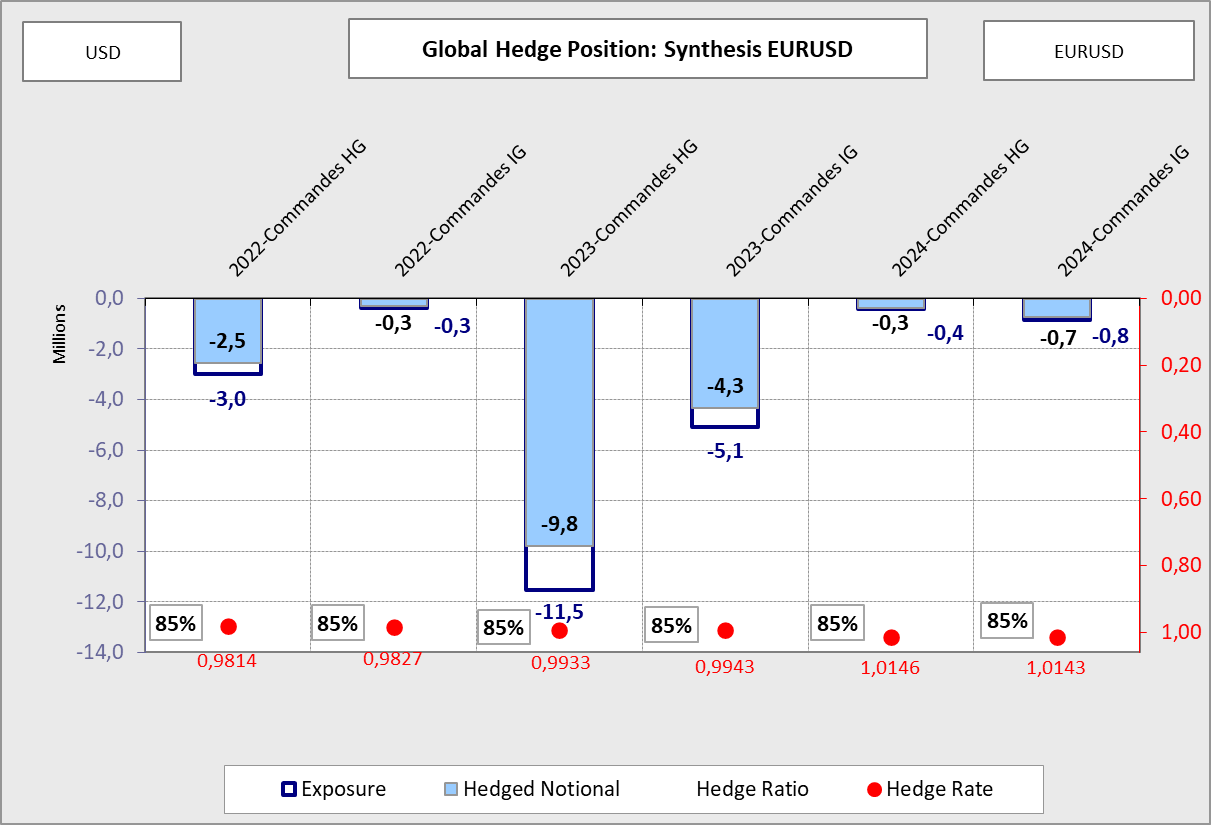 USD
Global Hedge Position: Synthesis EURUSD
EURUSD
2022-Commandes HG
2022-Commandes IG
2023-Commandes HG
2023-Commandes IG
2024-Commandes HG
2024-Commandes IG
Millions
0,0
-2,0
-4,0
-6,0
-8,0
-10,0
-12,0
-14,0
-2,5
-3,0
-0,3
-0,3
-9,8
-11,5
-4,3
-5,1
-0,3
-0,4
-0,7
-0,8
0,00
0,20
0,40
0,60
0,80
1,00
85%
85%
85%
85%
85%
85%
0,9814
0,9827
0,9933
0,9943
1,0146
1,0143
Exposure
Hedged Notional
Hedge Ratio
Hedge Rate